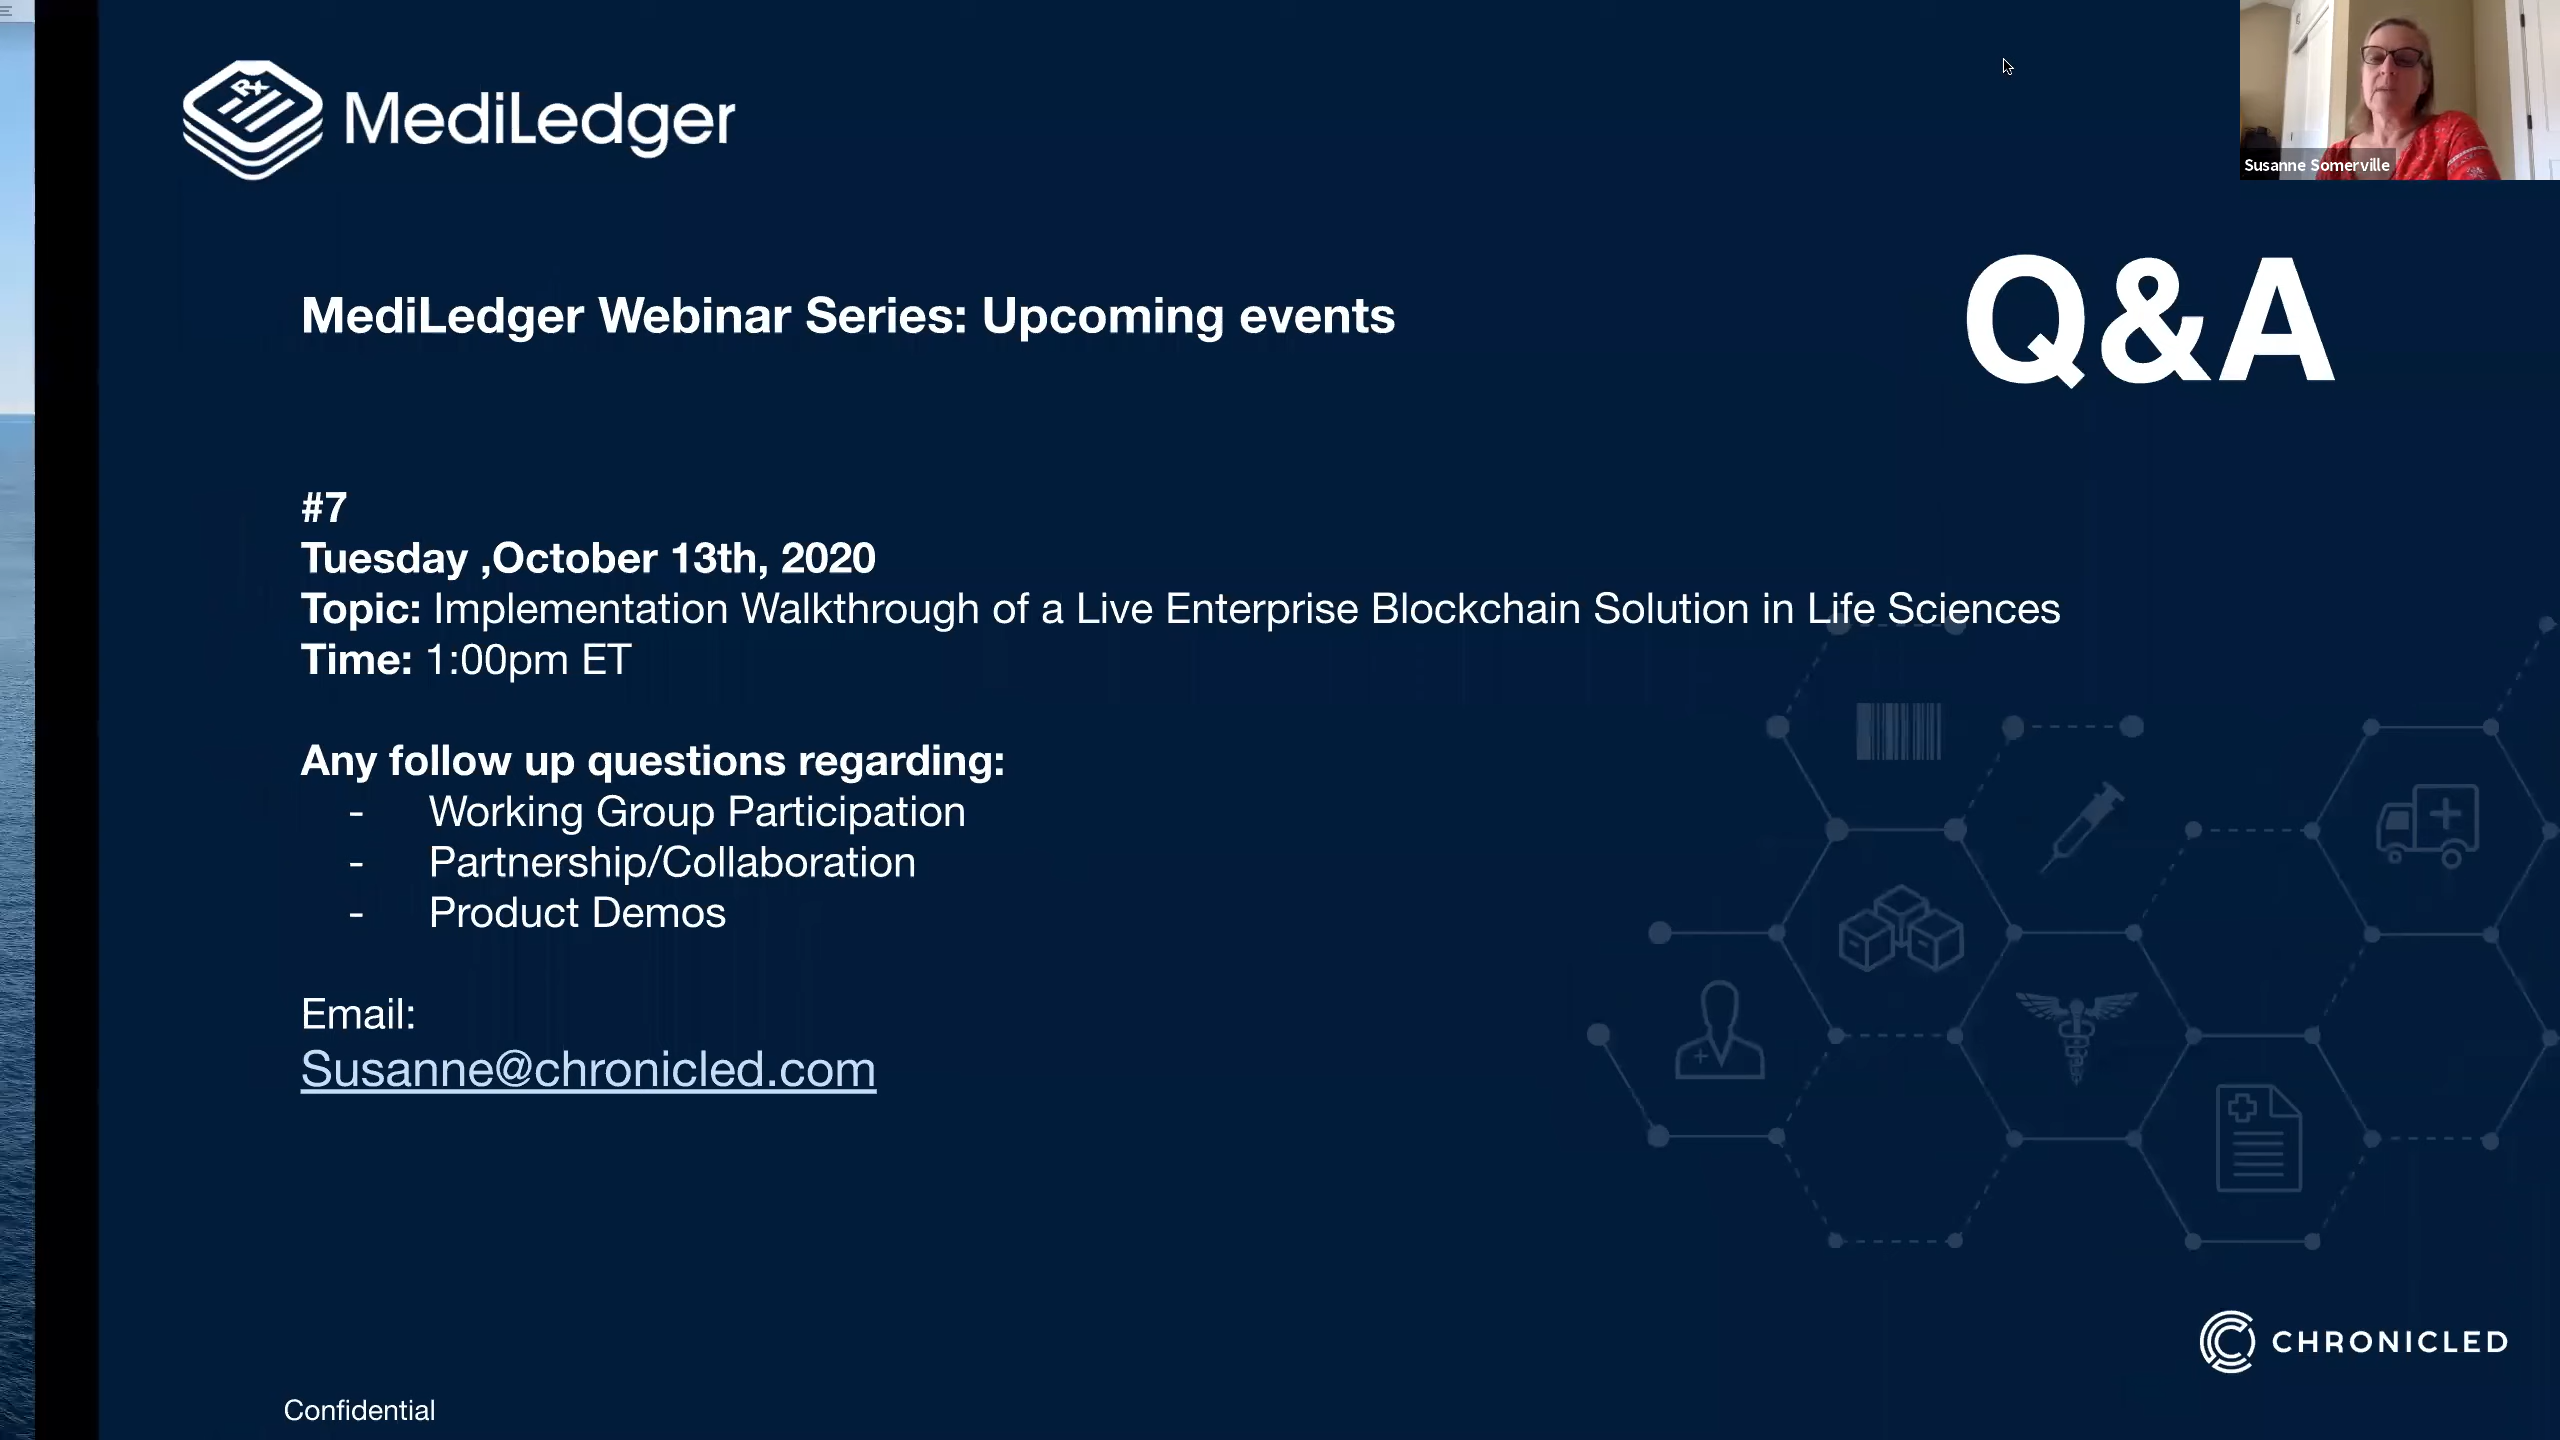 MediLedger
Susanne Somerville
Q&A
MediLedger Webinar Series: Upcoming events
#7
Tuesday ,October 13th, 2020
Topic: Implementation Walkthrough of a Live Enterprise Blockchain Solution in Life Sciences
Time: 1:00pm ET
Any follow up questions regarding:
- Working Group Participation
- Partnership/Collaboration
- Product Demos
Email:
Susanne@chronicled.com
CHRONICLED
Confidential